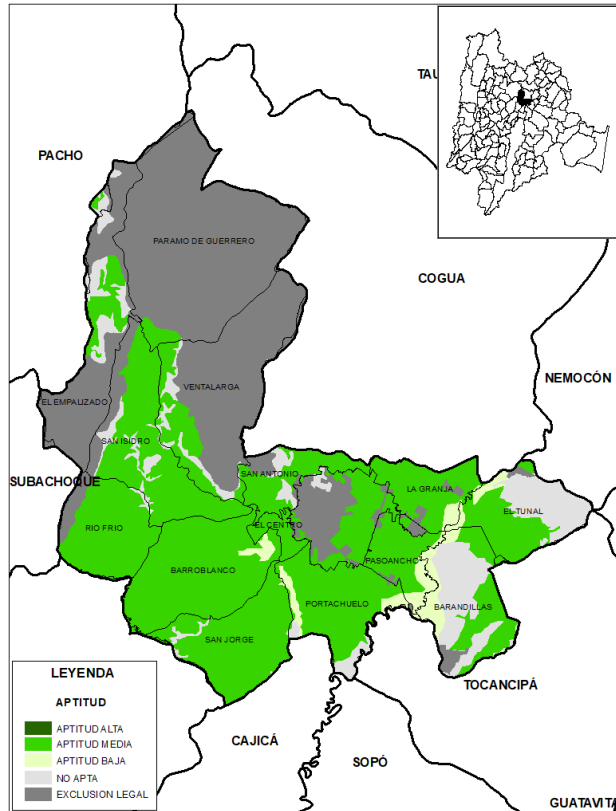 TAU
PACHO
PARAMO DE GUERRERO
COGUA
NEMOCÓN
EL EMPALIZADO
VENTALARGA
SAN ISIDRO
SUBACHOQUE
SAN ANTONIO
LA GRANJA
EL TUNAL
RIO FRIO
EL CENTRO
PASOANCHO
BARROBLANCO
PORTACHUELO
BARANDILLAS
SAN JORGE
TOCANCIPÁ
CAJICÁ
SOPÓ
GUATAVITA
LEYENDA
APTITUD
APTITUD ALTA
APTITUD MEDIA
APTITUD BAJA
NO APTA
EXCLUSION LEGAL